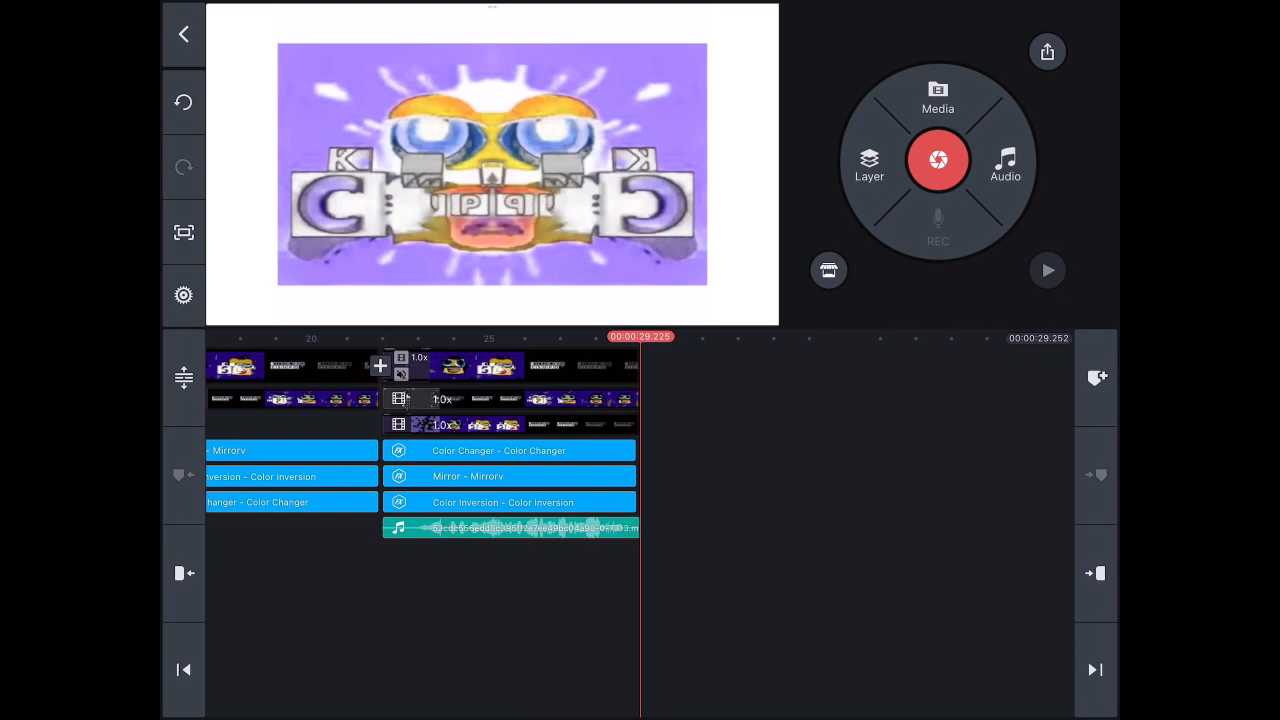 Media
Layer
Audio
REC
20
25
00:00:29.225
00:00:29.252
1.0x
1.0x
1.0x
- Mirrorv
Color Changer - Color Changer
version - Color Inversion
Mirror - Mirrorv
hanger - Color Changer
Color Inversion - Color Inversion